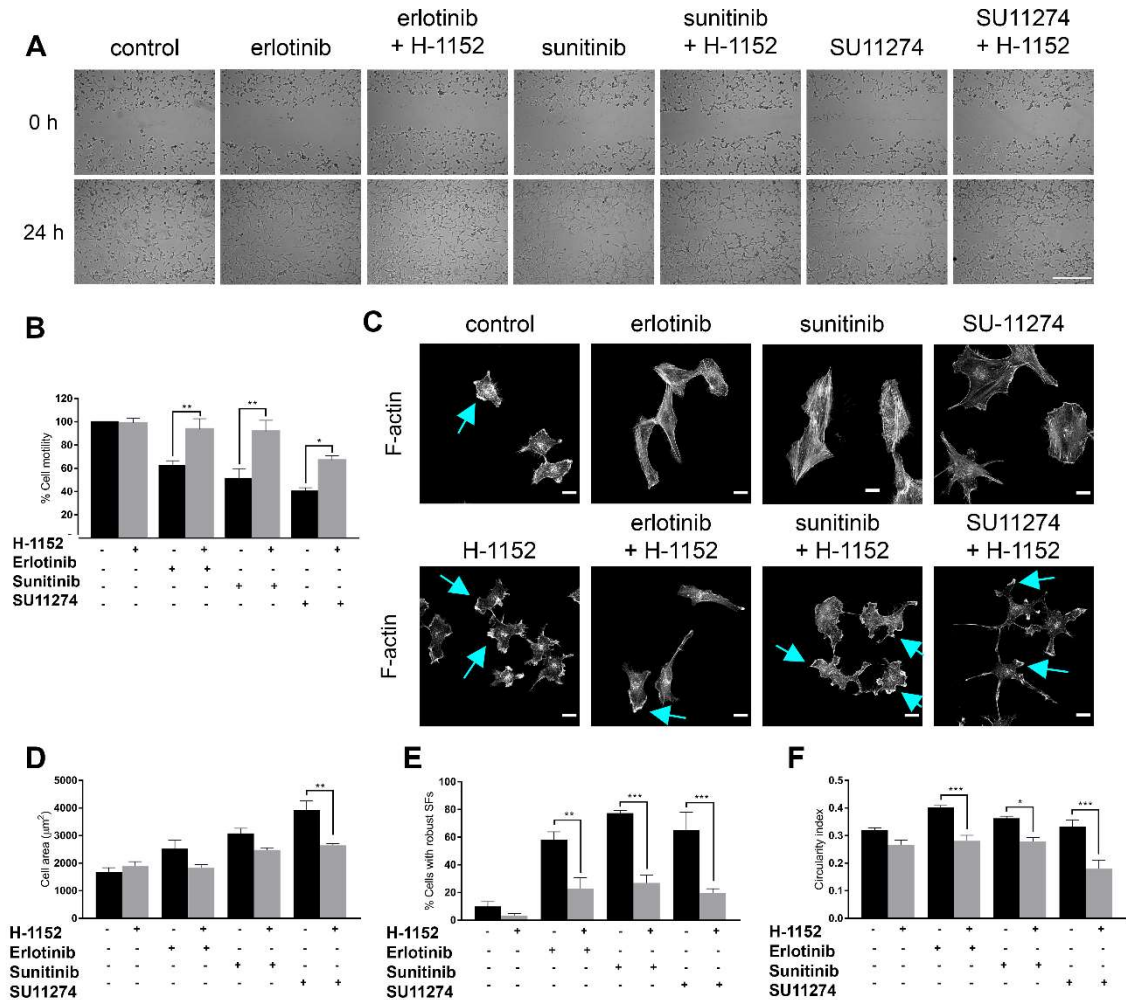 A
control
erlotinib
erlotinib
+ H-1152
sunitinib
sunitinib
+ H-1152
SU11274
SU11274
+ H-1152
0 h
24 h
B
% Cell motility
120
100
80
60
40
20
-
H-1152 - + - + - + - +
Erlotinib - - + + - - - -
Sunitinib - - - - + + - -
SU11274 - - - - - - + +
** ** *
C
control
erlotinib
sunitinib
SU-11274
F-actin
H-1152
erlotinib
+ H-1152
sunitinib
+ H-1152
SU11274
+ H-1152
F-actin
D
Cell area (μm²)
5000
4000
3000
2000
1000
0
**
H-1152 - + - + - + - +
Erlotinib - - + + - - - -
Sunitinib - - - - + + - -
SU11274 - - - - - - + +
E
% Cells with robust SFs
100
80
60
40
20
0
** *** ***
H-1152 - + - + - + - +
Erlotinib - - + + - - - -
Sunitinib - - - - + + - -
SU11274 - - - - - - + +
F
Circularity index
0.5
0.4
0.3
0.2
0.1
0.0
*** * ***
H-1152 - + - + - + - +
Erlotinib - - + + - - - -
Sunitinib - - - - + + - -
SU11274 - - - - - - + +